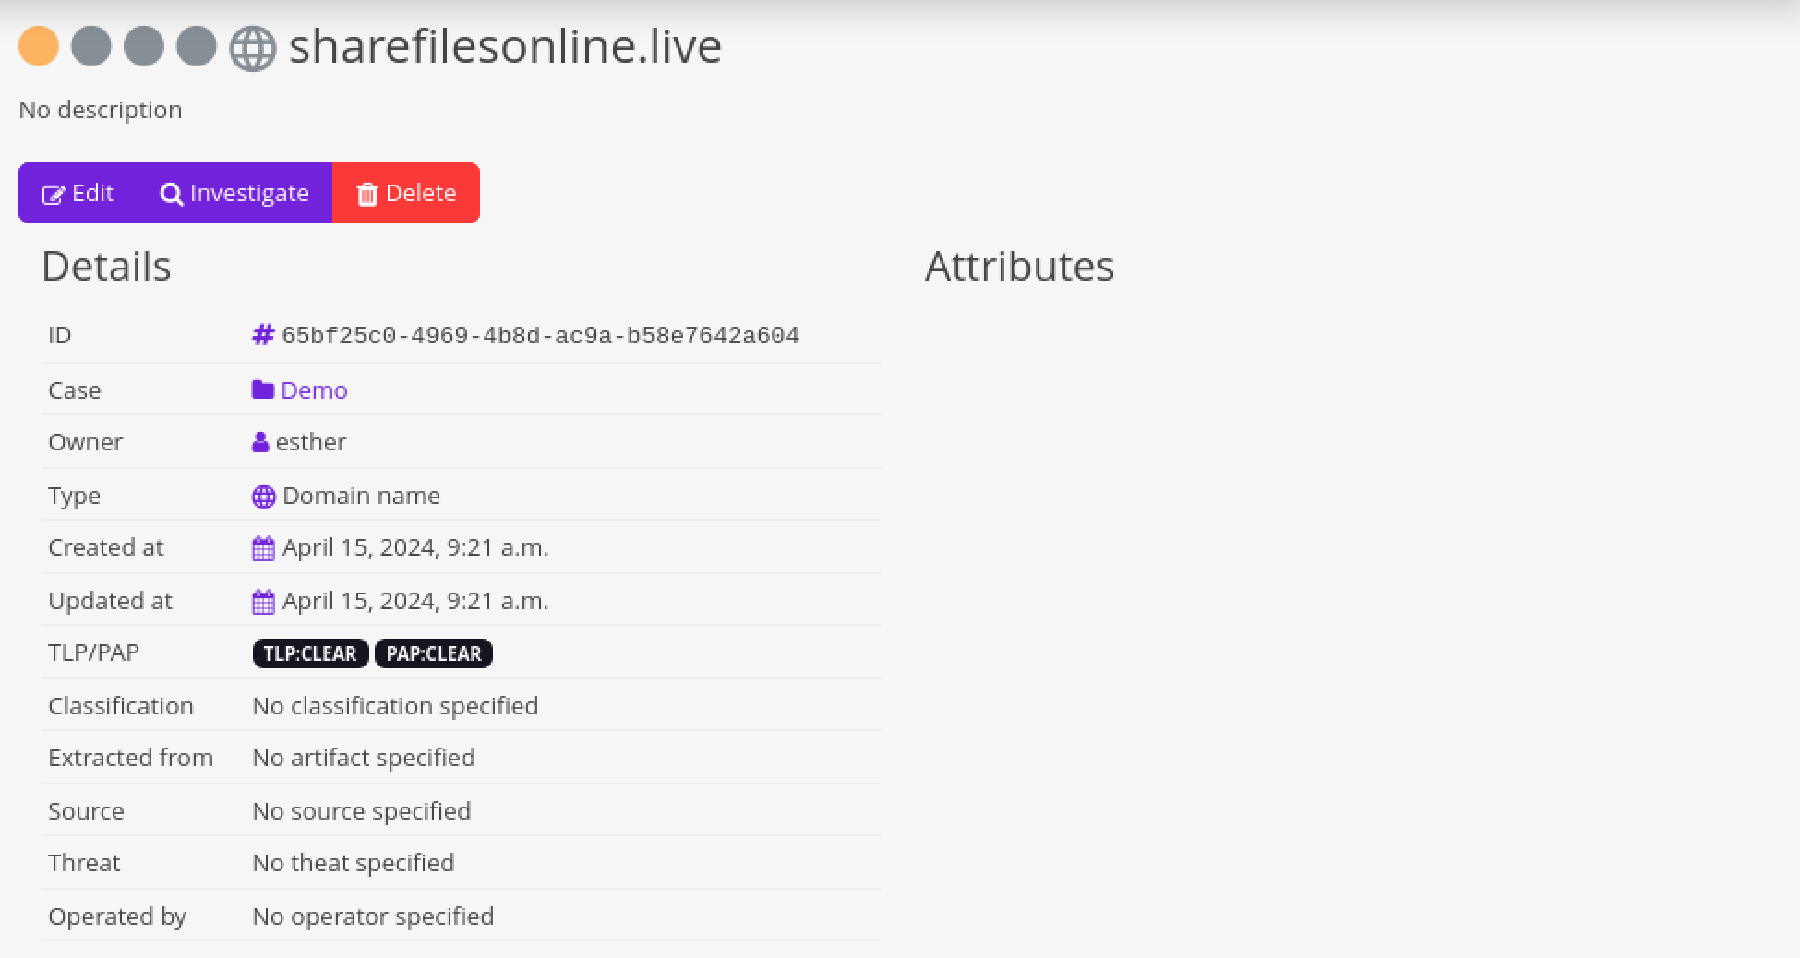 sharefilesonline.live
No description
Edit Investigate Delete
Details
ID # 65bf25c0-4969-4b8d-ac9a-b58e7642a604
Case Demo
Owner esther
Type Domain name
Created at April 15, 2024, 9:21 a.m.
Updated at April 15, 2024, 9:21 a.m.
TLP/PAP TLP:CLEAR PAP:CLEAR
Classification No classification specified
Extracted from No artifact specified
Source No source specified
Threat No theat specified
Operated by No operator specified
Attributes